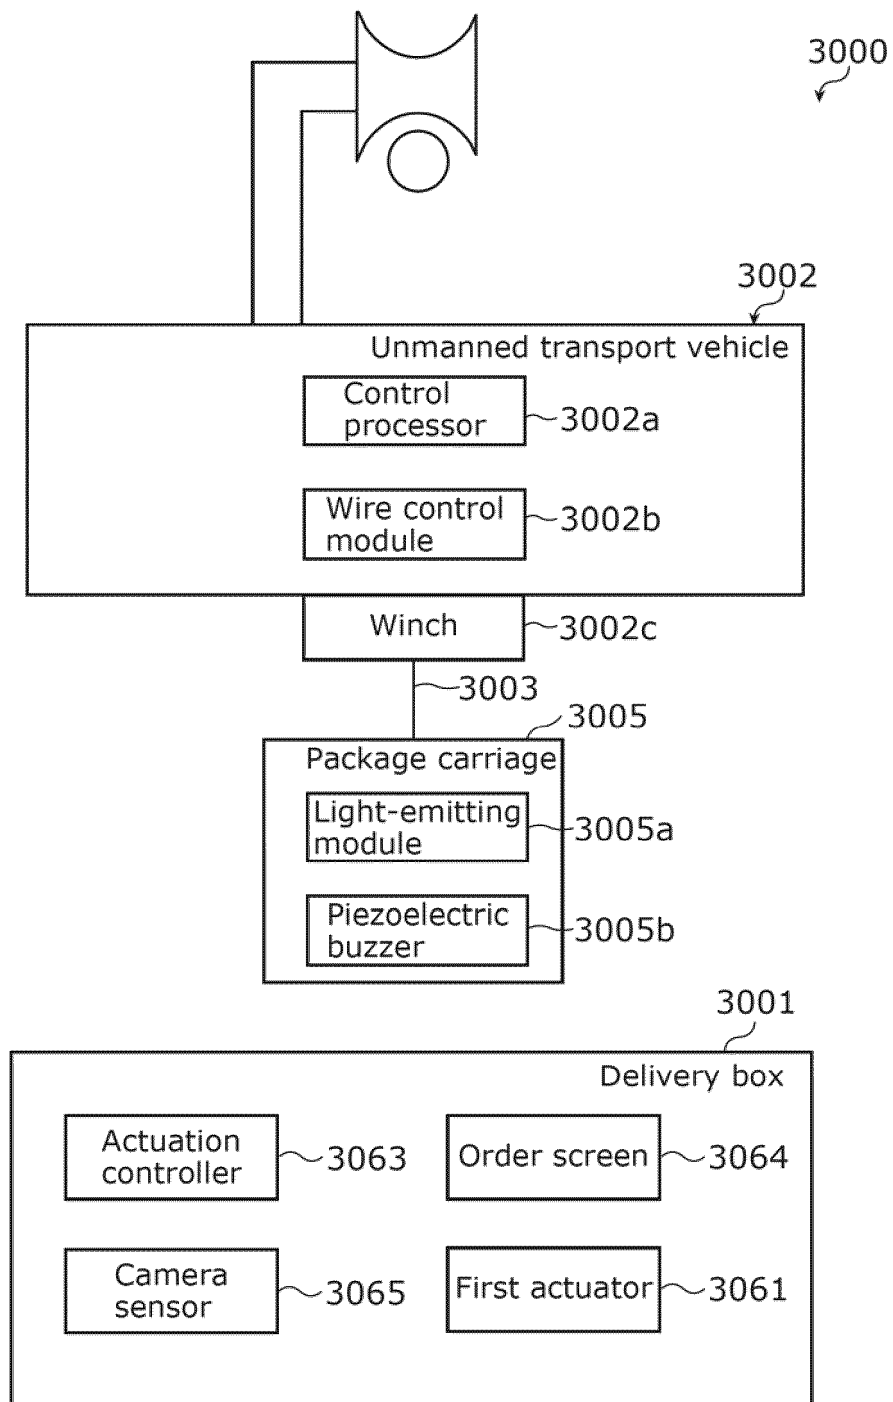 3000
3002
Unmanned transport vehicle
Control
processor
3002a
Wire control
module
3002b
Winch
3002c
3003
3005
Package carriage
Light-emitting
module
3005a
Piezoelectric
buzzer
3005b
3001
Delivery box
Actuation
controller
3063
Order screen
3064
Camera
sensor
3065
First actuator
3061